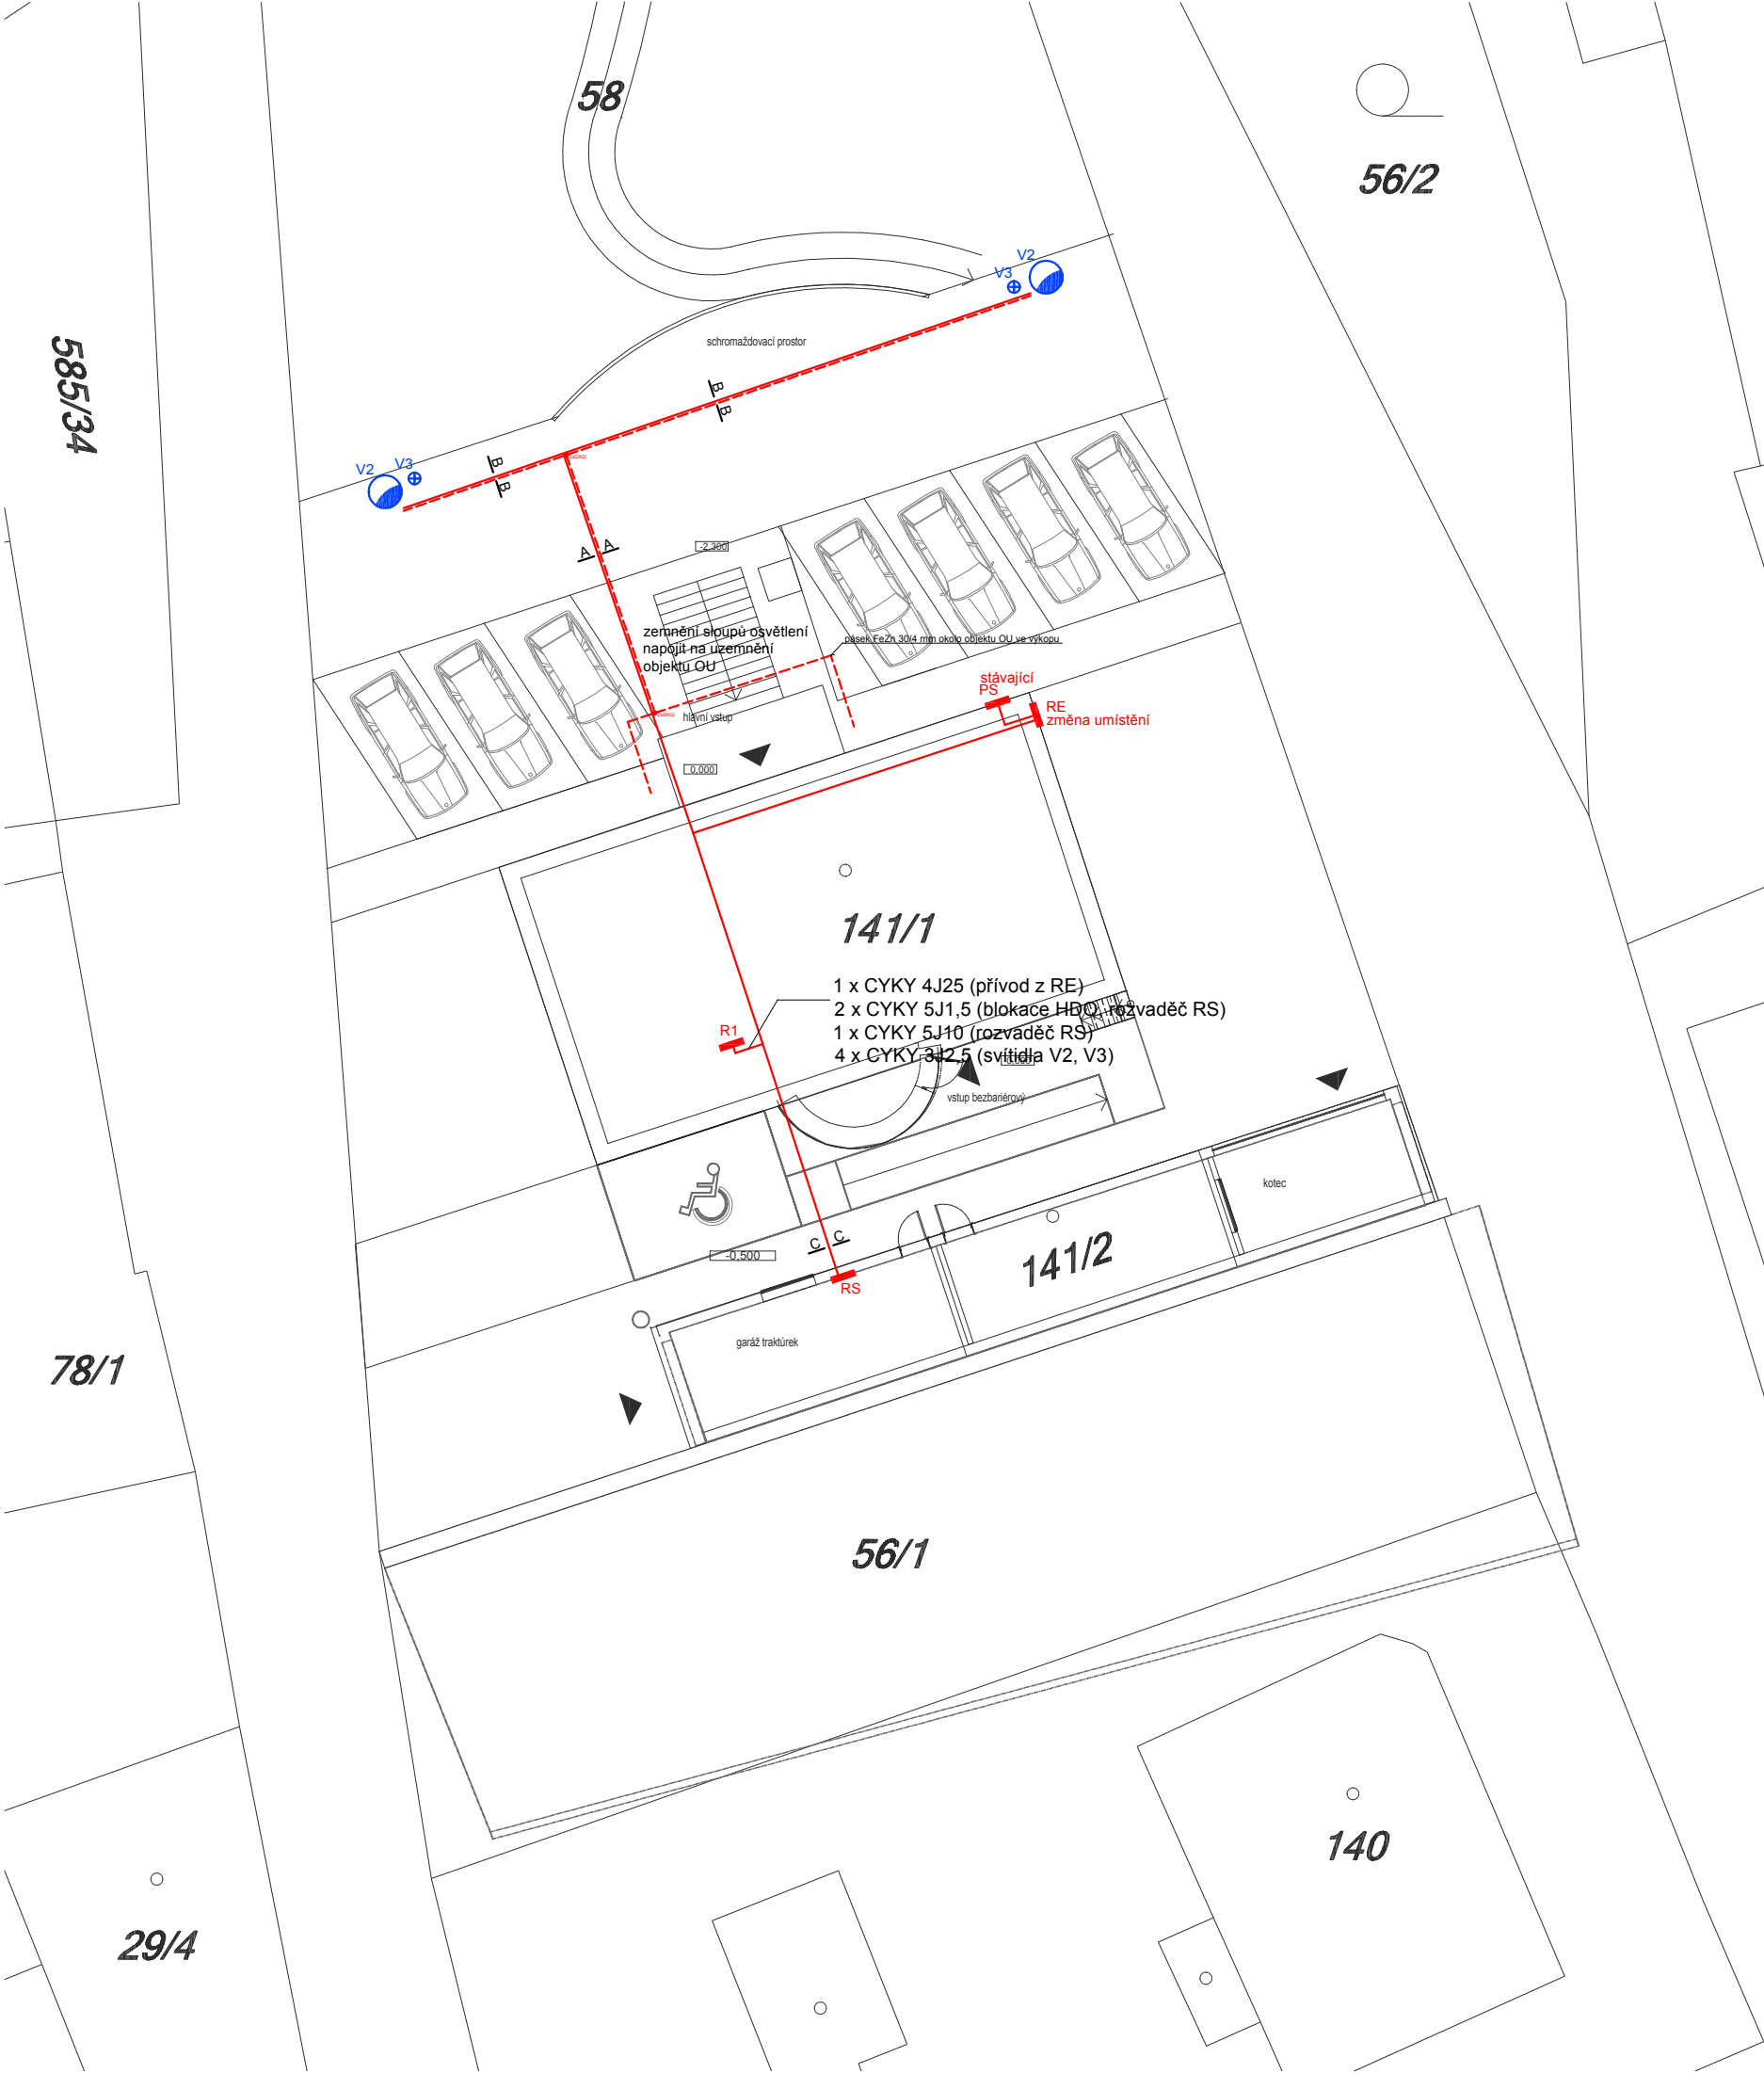 58
56/2
V2
V3
585/34
schromaždovací prostor
B
B
V2
V3
B
B
A
A
-2,300
zemnění sloupů osvětlení
napojit na uzemnění
objektu OU
pásek FeZn 30/4 mm okolo objektu OU ve výkopu
stávající
PS
RE
změna umístění
hlavní vstup
0.000
141/1
1 x CYKY 4J25 (přívod z RE)
2 x CYKY 5J1,5 (blokace HDO, rozvaděč RS)
1 x CYKY 5J10 (rozvaděč RS)
4 x CYKY 3J2,5 (svítidla V2, V3)
R1
vstup bezbariérový
kotec
C
C
-0,500
141/2
RS
garáž traktůrek
78/1
56/1
140
29/4